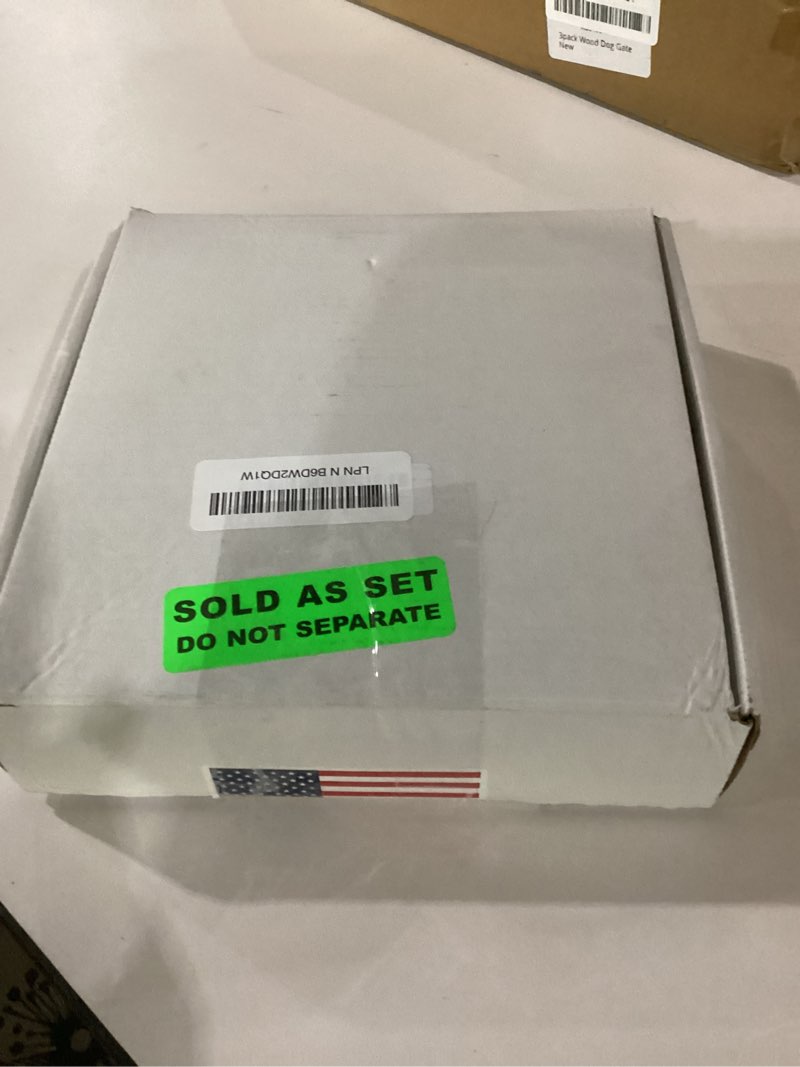 3pack Wood Dog Gate
New
LPN N B6DW2DQ1W
SOLD AS SET
DO NOT SEPARATE